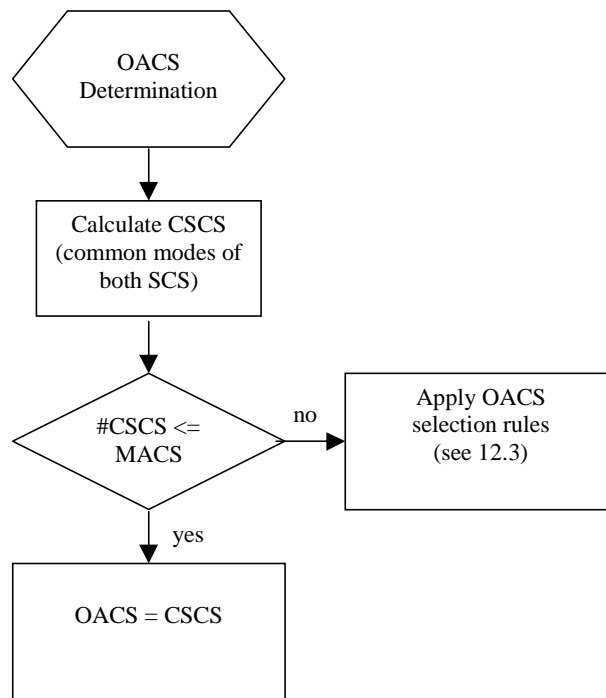 OACS
Determination
Calculate CSCS
(common modes of
both SCS)
#CSCS <=
MACS
no
Apply OACS
selection rules
(see 12.3)
yes
OACS = CSCS